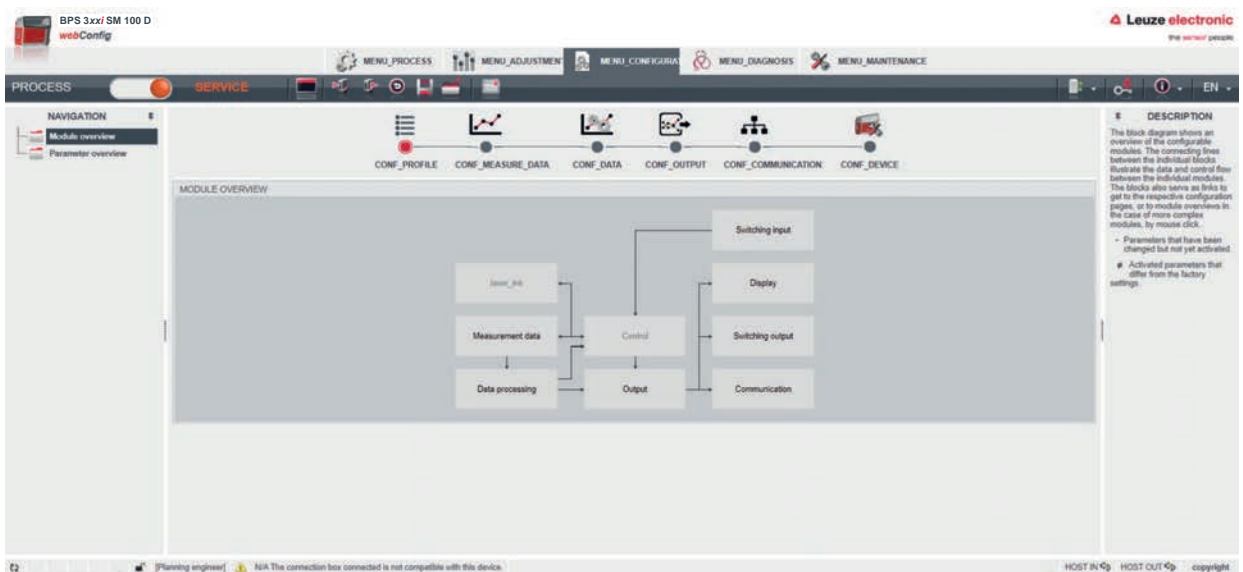 BPS 3xxi SM 100 D
webConfig
Leuze electronic
the sensor people
MENU_PROCESS
MENU_ADJUSTMEN
MENU_CONFIGURA
MENU_DIAGNOSIS
MENU_MAINTENANCE
PROCESS
SERVICE
EN
NAVIGATION
Module overview
Parameter overview
CONF_PROFILE
CONF_MEASURE_DATA
CONF_DATA
CONF_OUTPUT
CONF_COMMUNICATION
CONF_DEVICE
MODULE OVERVIEW
Switching input
Display
Measurement data
Control
Switching output
Data processing
Output
Communication
DESCRIPTION
The block diagram shows an
overview of the configurable
modules. The connecting lines
between the individual blocks
illustrate the data and control flow
between the individual modules.
The blocks also serve as links to
get to the respective configuration
pages, or to module overviews in
the case of more complex
modules, by mouse click.
- Parameters that have been
changed but not yet activated.
# Activated parameters that
differ from the factory
settings.
[Planning engineer]
N/A The connection box connected is not compatible with this device.
HOST IN
HOST OUT
copyright